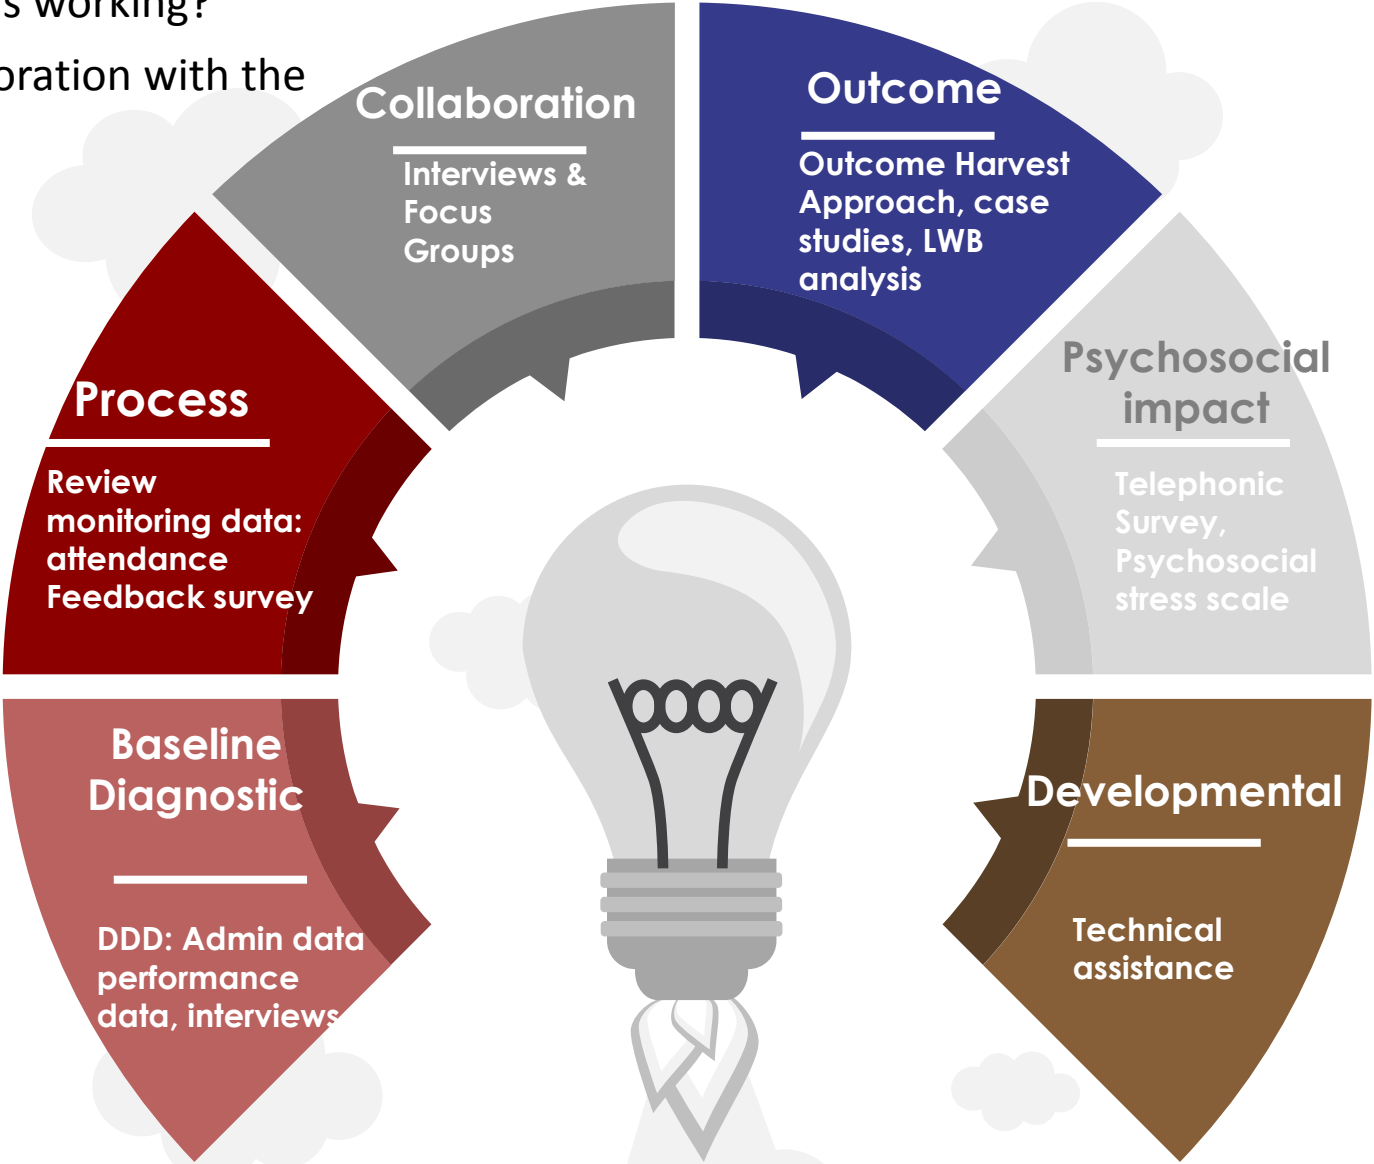 s working?
oration with the
Collaboration
Interviews &
Focus
Groups
Outcome
Outcome Harvest
Approach, case
studies, LWB
analysis
Process
Review
monitoring data:
attendance
Feedback survey
Psychosocial
impact
Telephonic
Survey,
Psychosocial
stress scale
Baseline
Diagnostic
DDD: Admin data
performance
data, interviews
Developmental
Technical
assistance